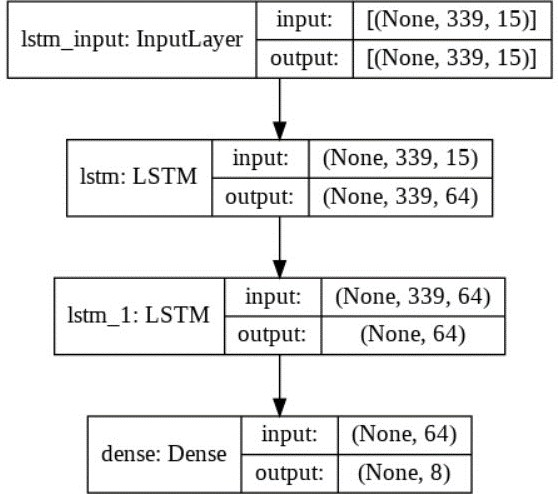 lstm_input: InputLayer
input: [(None, 339, 15)]
output: [(None, 339, 15)]
lstm: LSTM
input: (None, 339, 15)
output: (None, 339, 64)
lstm_1: LSTM
input: (None, 339, 64)
output: (None, 64)
dense: Dense
input: (None, 64)
output: (None, 8)